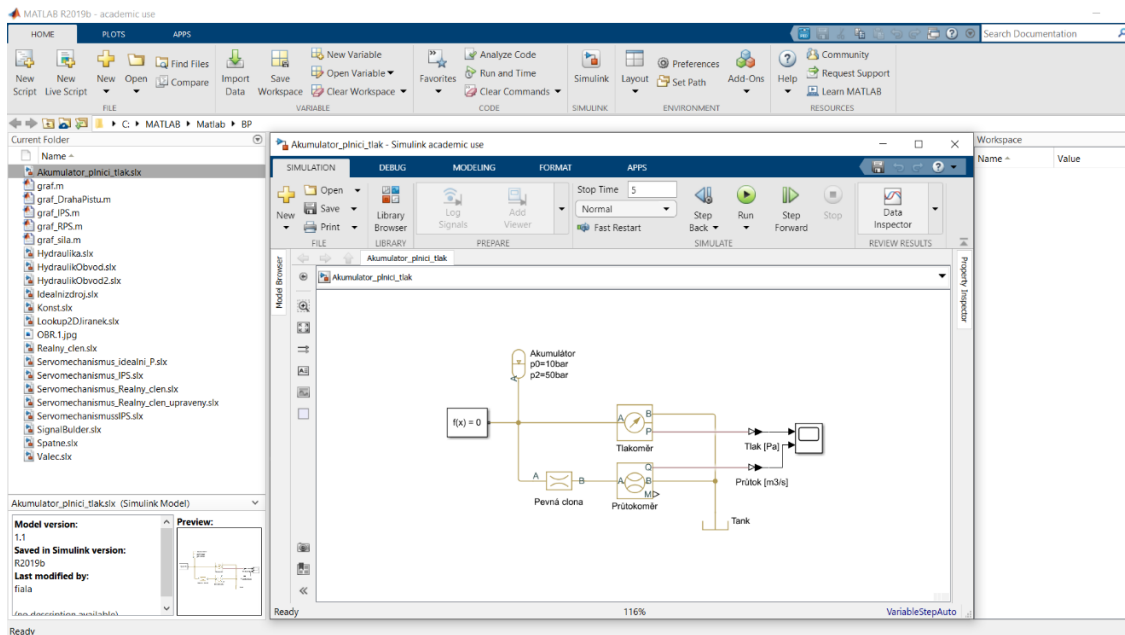 MATLAB R2019b - academic use
HOME PLOTS APPS
Search Documentation
New Script
New Live Script
New
Open
Find Files
Compare
Import Data
Save Workspace
New Variable
Open Variable
Clear Workspace
Favorites
Analyze Code
Run and Time
Clear Commands
Simulink
Layout
Preferences
Set Path
Add-Ons
Help
Community
Request Support
Learn MATLAB
FILE VARIABLE CODE SIMULINK ENVIRONMENT RESOURCES
C: MATLAB Matlab BP
Current Folder
Name
Akumulator_plnici_tlak.slx
graf.m
graf_DrahaPistu.m
graf_IPS.m
graf_RPS.m
graf_sila.m
Hydraulika.slx
HydraulikObvod.slx
HydraulikObvod2.slx
Idealnizdroj.slx
Konst.slx
Lookup2DJiranek.slx
OBR.1.jpg
Realny_clen.slx
Servomechanismus_idealni_P.slx
Servomechanismus_IPS.slx
Servomechanismus_Realny_clen.slx
Servomechanismus_Realny_clen_upraveny.slx
ServomechanismussIPS.slx
SignalBulder.slx
Spatne.slx
Valec.slx
Akumulator_plnici_tlak.slx (Simulink Model)
Model version:
1.1
Saved in Simulink version:
R2019b
Last modified by:
fiala
(no description available)
Preview:
Ready
Akumulator_plnici_tlak - Simulink academic use
SIMULATION DEBUG MODELING FORMAT APPS
New
Open
Save
Print
Library Browser
Log Signals
Add Viewer
Stop Time 5
Normal
Fast Restart
Step Back
Run
Step Forward
Stop
Data Inspector
FILE LIBRARY PREPARE SIMULATE REVIEW RESULTS
Model Browser
Akumulator_plnici_tlak
Akumulator_plnici_tlak
Property Inspector
Akumulátor
p0=10bar
p2=50bar
A
f(x) = 0
A B
P
Tlakoměr
Tlak [Pa]
A B
Pevná clona
Q
A B
M
Průtokoměr
Průtok [m3/s]
Tank
Ready 116% VariableStepAuto
Workspace
Name Value